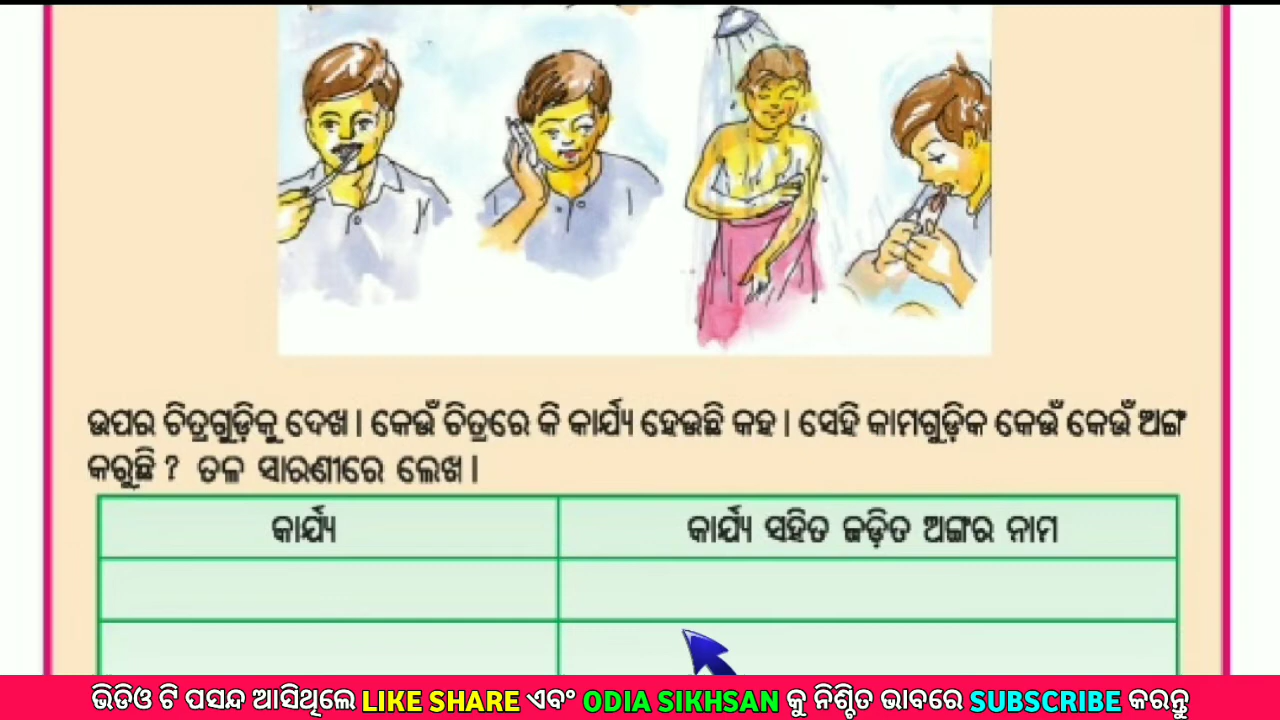 ଉପର ଚିତ୍ରଗୁଡ଼ିକୁ ଦେଖ । କେଉଁ ଚିତ୍ରରେ କି କାର୍ଯ୍ୟ ହେଉଛି କହ । ସେହି କାମଗୁଡ଼ିକ କେଉଁ କେଉଁ ଅଙ୍ଗ
କରୁଛି ? ତଳ ସାରଣୀରେ ଲେଖ ।
କାର୍ଯ୍ୟ
କାର୍ଯ୍ୟ ସହିତ ଜଡ଼ିତ ଅଙ୍ଗର ନାମ
ଭିଡିଓ ଟି ପସନ୍ଦ ଆସିଥିଲେ LIKE SHARE ଏବଂ ODIA SIKHSAN କୁ ନିଶ୍ଚିତ ଭାବରେ SUBSCRIBE କରନ୍ତୁ